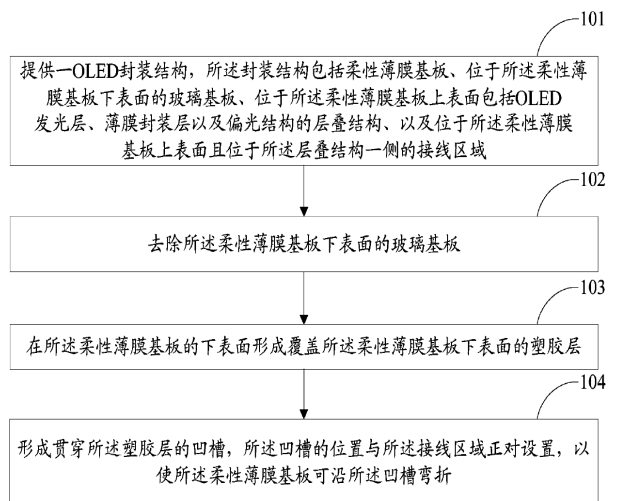 101
提供一OLED封装结构，所述封装结构包括柔性薄膜基板、位于所述柔性薄
膜基板下表面的玻璃基板、位于所述柔性薄膜基板上表面包括OLED
发光层、薄膜封装层以及偏光结构的层叠结构、以及位于所述柔性薄膜
基板上表面且位于所述层叠结构一侧的接线区域
102
去除所述柔性薄膜基板下表面的玻璃基板
103
在所述柔性薄膜基板的下表面形成覆盖所述柔性薄膜基板下表面的塑胶层
104
形成贯穿所述塑胶层的凹槽，所述凹槽的位置与所述接线区域正对设置，以
使所述柔性薄膜基板可沿所述凹槽弯折